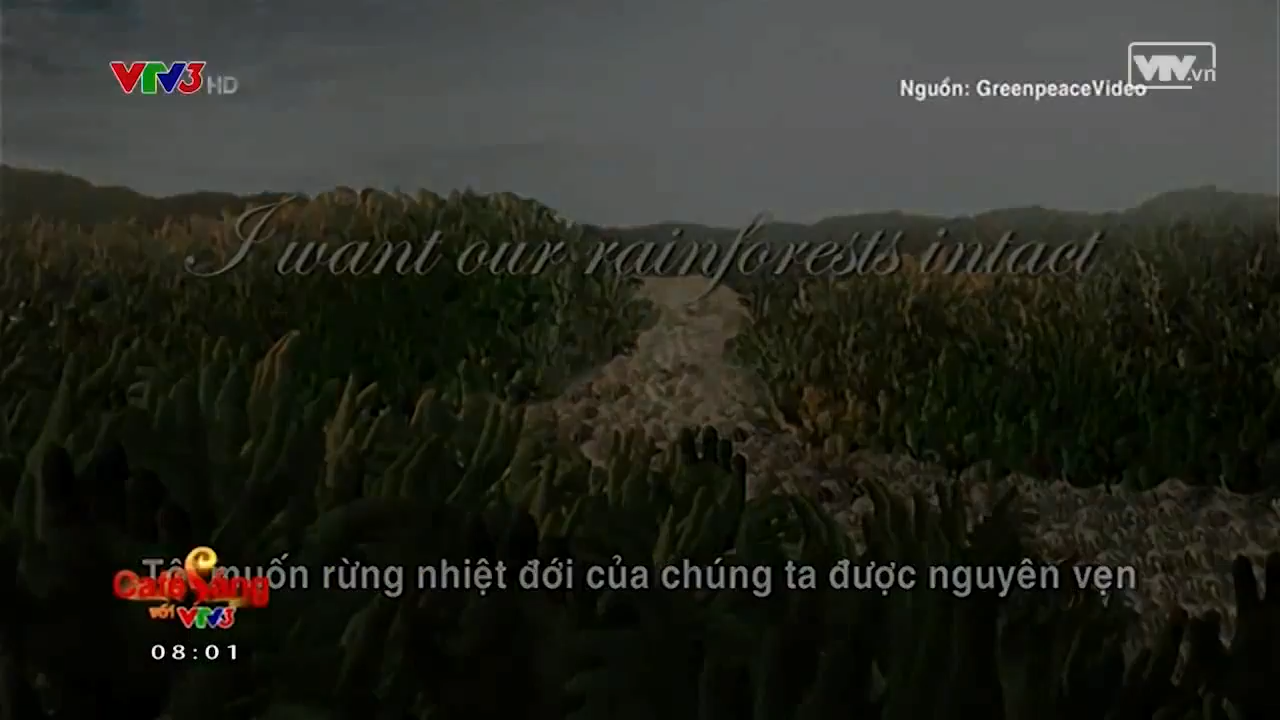 VTV3 HD
VTV.vn
Nguồn: GreenpeaceVideo
I want our rainforests intact
Tôi muốn rừng nhiệt đới của chúng ta được nguyên vẹn
Café Sáng
với VTV3
08:01